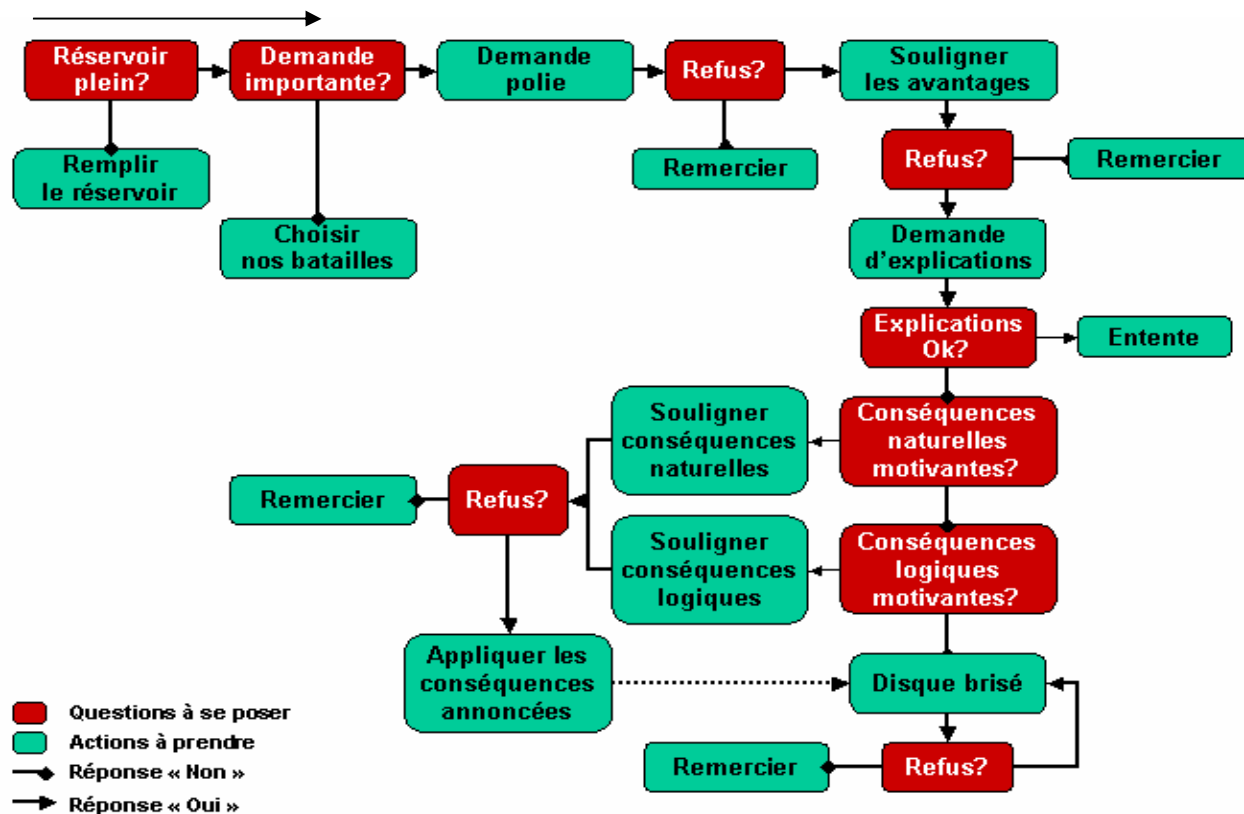 Réservoir
plein?
Demande
importante?
Demande
polie
Refus?
Souligner
les avantages
Remplir
le réservoir
Remercier
Refus?
Remercier
Choisir
nos batailles
Demande
d'explications
Explications
Ok?
Entente
Souligner
conséquences
naturelles
Conséquences
naturelles
motivantes?
Remercier
Refus?
Souligner
conséquences
logiques
Conséquences
logiques
motivantes?
Appliquer les
conséquences
annoncées
Disque brisé
Remercier
Refus?
Questions à se poser
Actions à prendre
Réponse « Non »
Réponse « Oui »